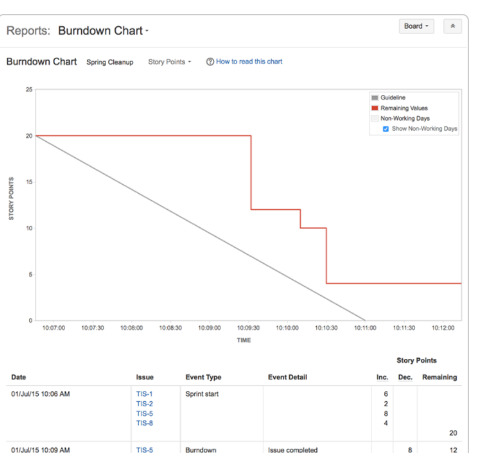 Reports: Burndown Chart
Board
Burndown Chart Spring Cleanup Story Points How to read this chart
25
20
15
10
5
0
STORY POINTS
Guideline
Remaining Values
Non-Working Days
Show Non-Working Days
10:07:00 10:07:30 10:08:00 10:08:30 10:09:00 10:09:30 10:10:00 10:10:30 10:11:00 10:11:30 10:12:00
TIME
Story Points
Date Issue Event Type Event Detail Inc. Dec. Remaining
01/Jul/15 10:06 AM TIS-1 Sprint start 6
TIS-2 2
TIS-5 8
TIS-8 4
20
01/Jul/15 10:09 AM TIS-5 Burndown Issue completed 8 12